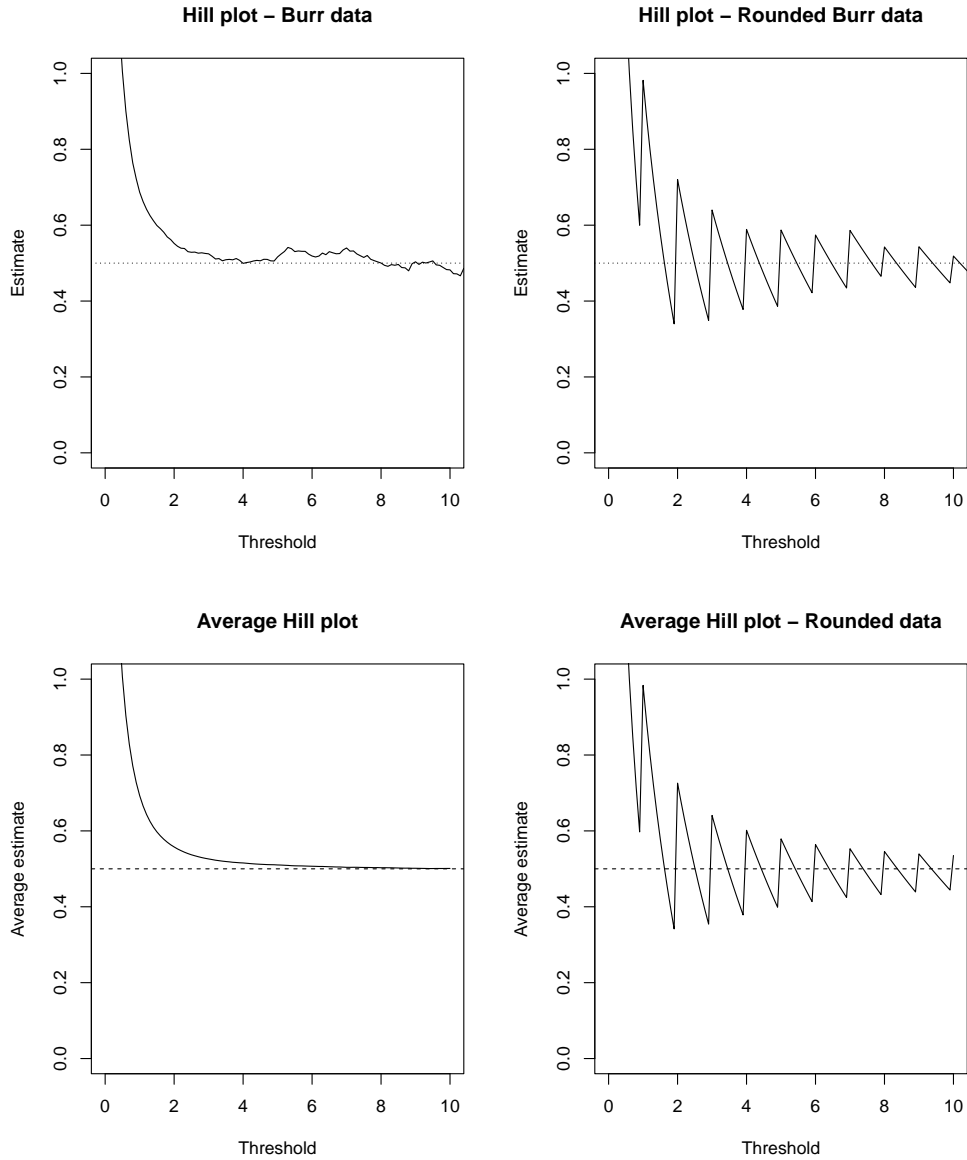 Hill plot – Burr data
Estimate
1.0
0.8
0.6
0.4
0.2
0.0
0 2 4 6 8 10
Threshold
Hill plot – Rounded Burr data
Estimate
1.0
0.8
0.6
0.4
0.2
0.0
0 2 4 6 8 10
Threshold
Average Hill plot
Average estimate
1.0
0.8
0.6
0.4
0.2
0.0
0 2 4 6 8 10
Threshold
Average Hill plot – Rounded data
Average estimate
1.0
0.8
0.6
0.4
0.2
0.0
0 2 4 6 8 10
Threshold